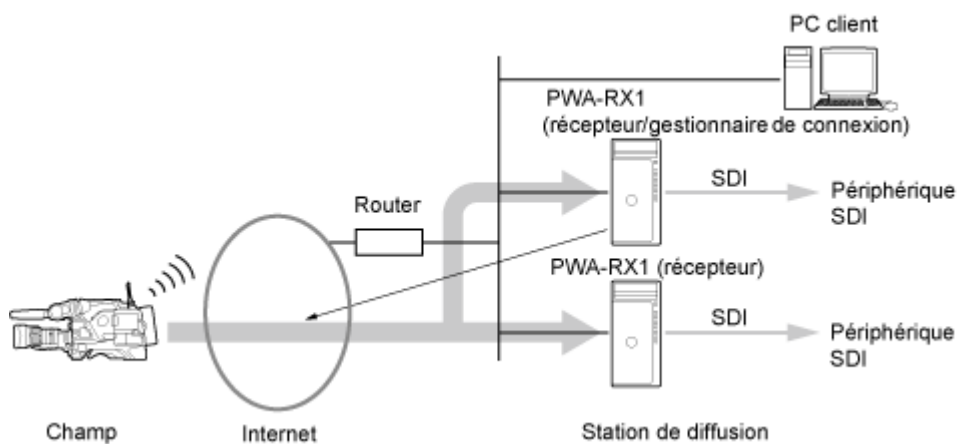 PC client
PWA-RX1
(récepteur/gestionnaire de connexion)
SDI
Périphérique
SDI
Router
PWA-RX1 (récepteur)
SDI
Périphérique
SDI
Champ
Internet
Station de diffusion